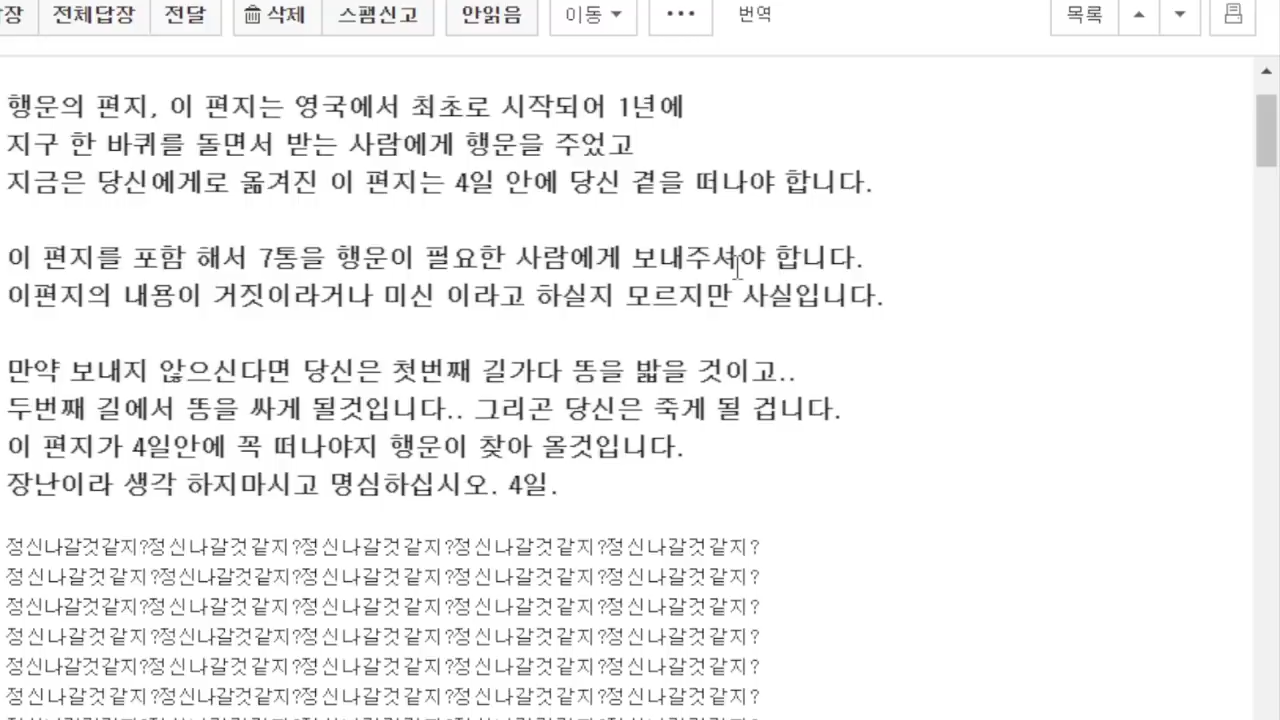 전체답장 전달 삭제 스팸신고 안읽음 이동 ••• 번역 목록
행운의 편지, 이 편지는 영국에서 최초로 시작되어 1년에
지구 한 바퀴를 돌면서 받는 사람에게 행운을 주었고
지금은 당신에게로 옮겨진 이 편지는 4일 안에 당신 곁을 떠나야 합니다.
이 편지를 포함 해서 7통을 행운이 필요한 사람에게 보내주셔야 합니다.
이편지의 내용이 거짓이라거나 미신 이라고 하실지 모르지만 사실입니다.
만약 보내지 않으신다면 당신은 첫번째 길가다 똥을 밟을 것이고..
두번째 길에서 똥을 싸게 될것입니다.. 그리곤 당신은 죽게 될 겁니다.
이 편지가 4일안에 꼭 떠나야지 행운이 찾아 올것입니다.
장난이라 생각 하지마시고 명심하십시오. 4일.
정신나갈것같지?정신나갈것같지?정신나갈것같지?정신나갈것같지?정신나갈것같지?
정신나갈것같지?정신나갈것같지?정신나갈것같지?정신나갈것같지?정신나갈것같지?
정신나갈것같지?정신나갈것같지?정신나갈것같지?정신나갈것같지?정신나갈것같지?
정신나갈것같지?정신나갈것같지?정신나갈것같지?정신나갈것같지?정신나갈것같지?
정신나갈것같지?정신나갈것같지?정신나갈것같지?정신나갈것같지?정신나갈것같지?
정신나갈것같지?정신나갈것같지?정신나갈것같지?정신나갈것같지?정신나갈것같지?